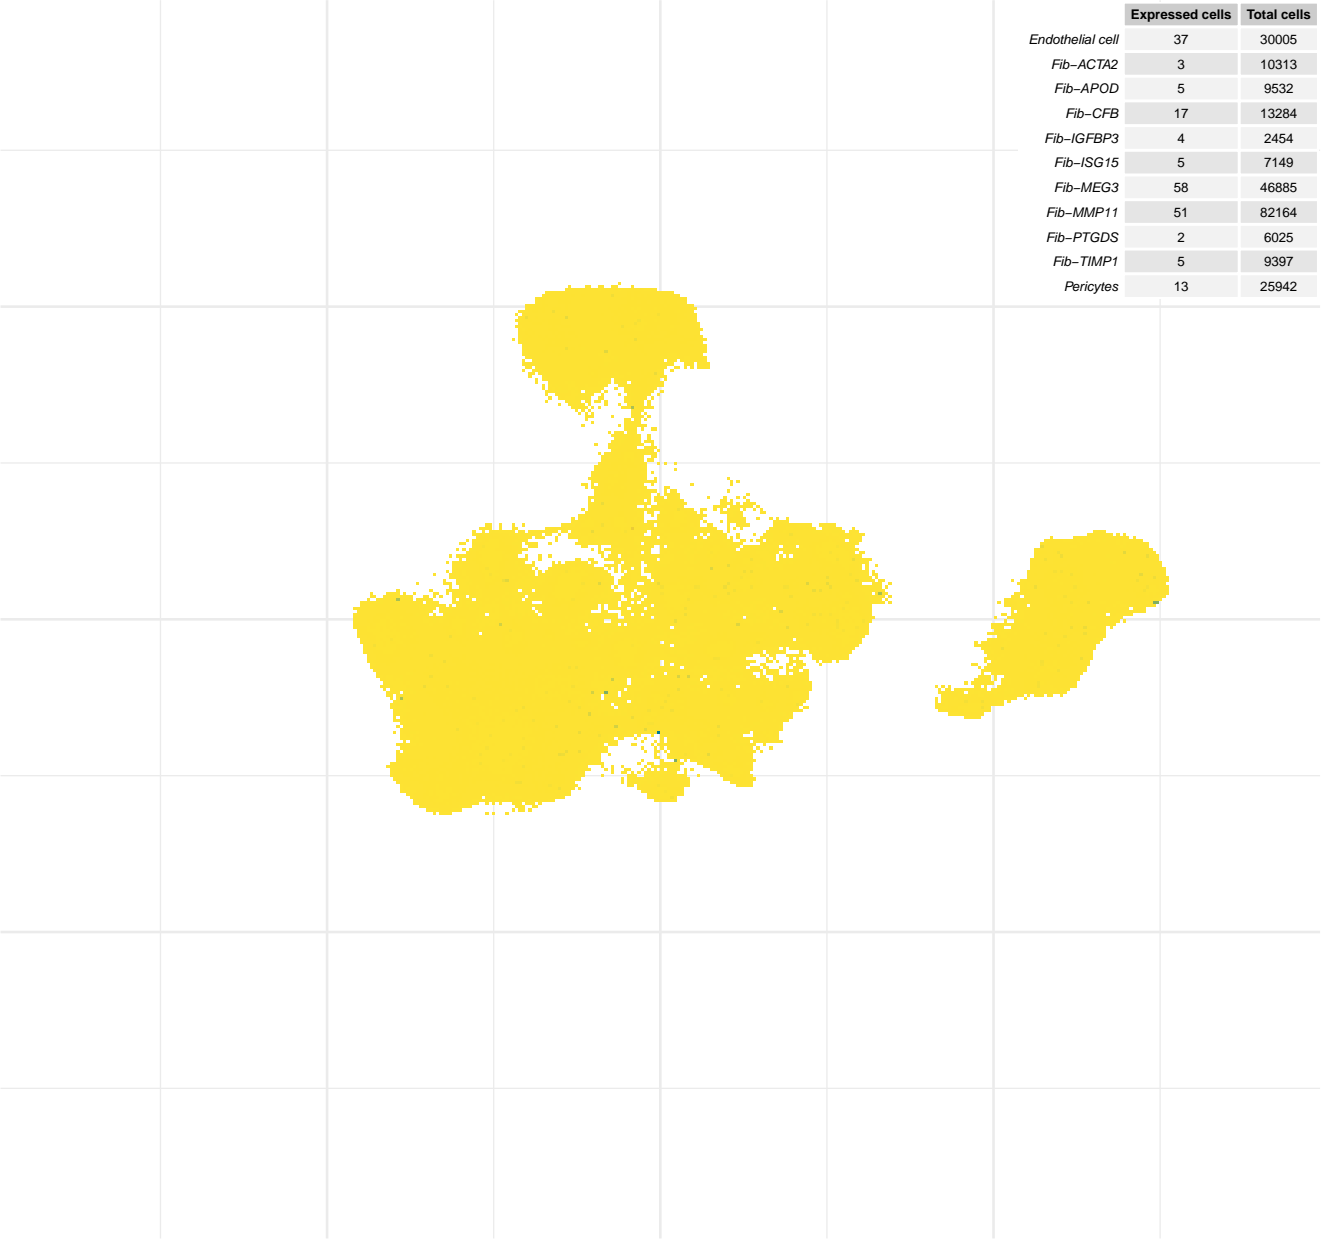 Expressed cells Total cells
Endothelial cell 37 30005
Fib−ACTA2 3 10313
Fib−APOD 5 9532
Fib−CFB 17 13284
Fib−IGFBP3 4 2454
Fib−ISG15 5 7149
Fib−MEG3 58 46885
Fib−MMP11 51 82164
Fib−PTGDS 2 6025
Fib−TIMP1 5 9397
Pericytes 13 25942